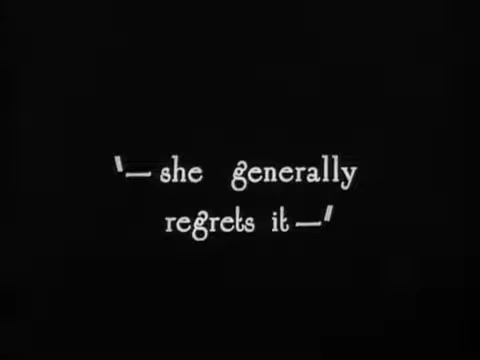 '— she generally
regrets it —"